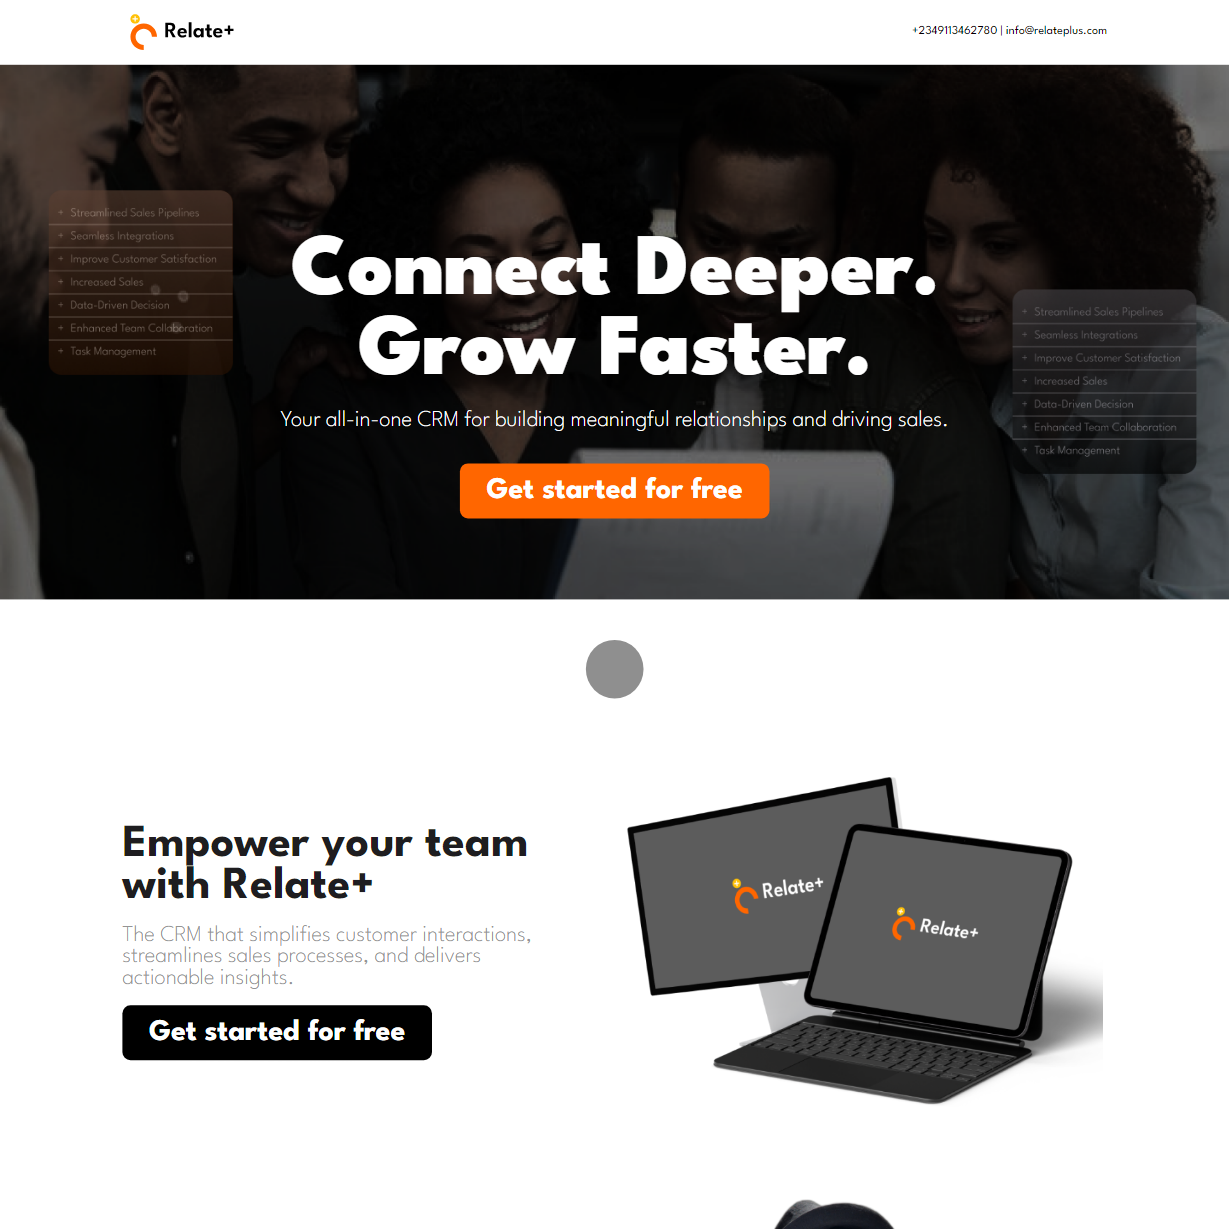 Relate+
+2349113462780 | info@relateplus.com
+ Streamlined Sales Pipelines
+ Seamless Integrations
+ Improve Customer Satisfaction
+ Increased Sales
+ Data-Driven Decision
+ Enhanced Team Collaboration
+ Task Management
Connect Deeper.
Grow Faster.
Your all-in-one CRM for building meaningful relationships and driving sales.
Get started for free
+ Streamlined Sales Pipelines
+ Seamless Integrations
+ Improve Customer Satisfaction
+ Increased Sales
+ Data-Driven Decision
+ Enhanced Team Collaboration
+ Task Management
Empower your team
with Relate+
The CRM that simplifies customer interactions,
streamlines sales processes, and delivers
actionable insights.
Get started for free
Relate+
Relate+